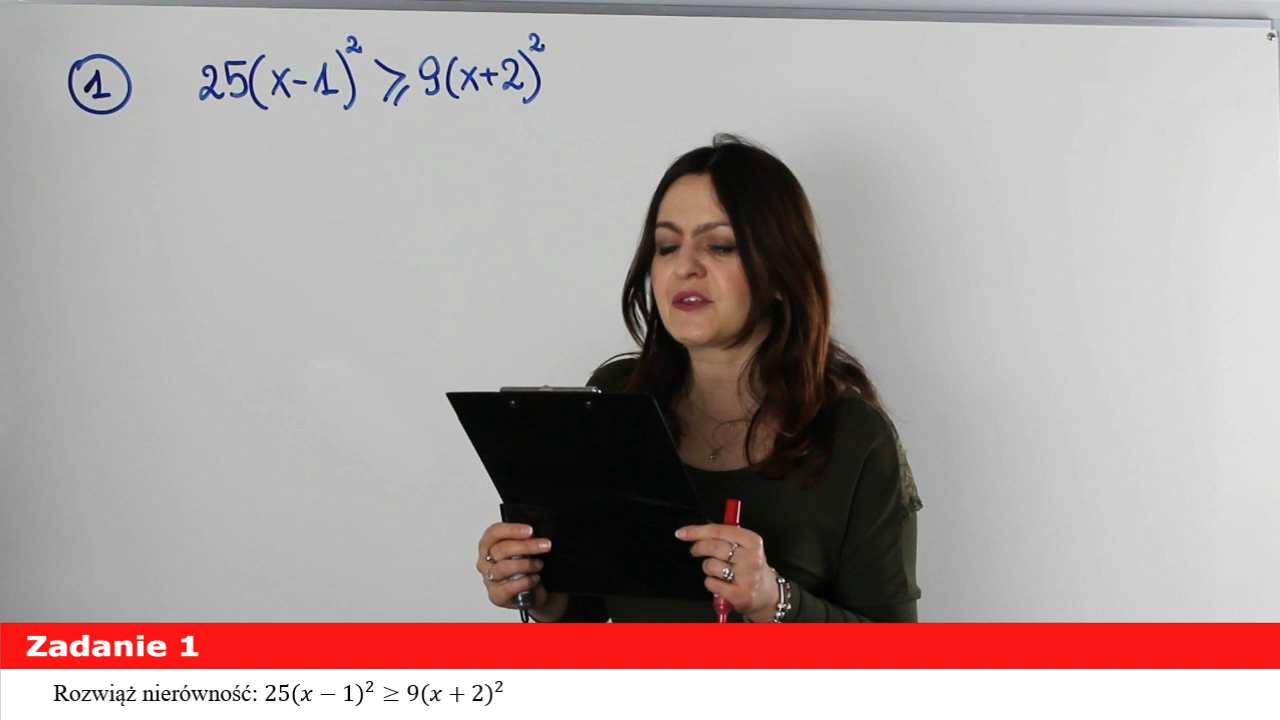 ① 25(x-1)² ≥ 9(x+2)²
Zadanie 1
Rozwiąż nierówność: 25(x − 1)² ≥ 9(x + 2)²